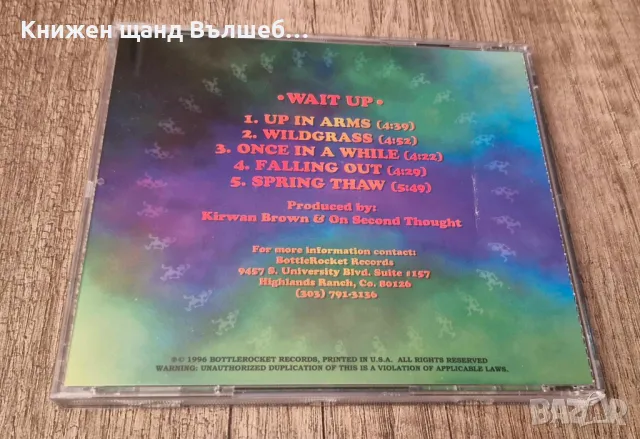 Книжен щанд Вълшеб...
• WAIT UP •
1. UP IN ARMS (4:39)
2. WILDGRASS (4:52)
3. ONCE IN A WHILE (4:22)
4. FALLING OUT (4:29)
5. SPRING THAW (5:49)
Produced by:
Kirwan Brown & On Second Thought
For more information contact:
BottleRocket Records
9457 S. University Blvd. Suite #157
Highlands Ranch, Co. 80126
(303) 791-3136
℗© 1996 BOTTLEROCKET RECORDS, PRINTED IN U.S.A. ALL RIGHTS RESERVED
WARNING: UNAUTHORIZED DUPLICATION OF THIS IS A VIOLATION OF APPLICABLE LAWS.
BAZAR